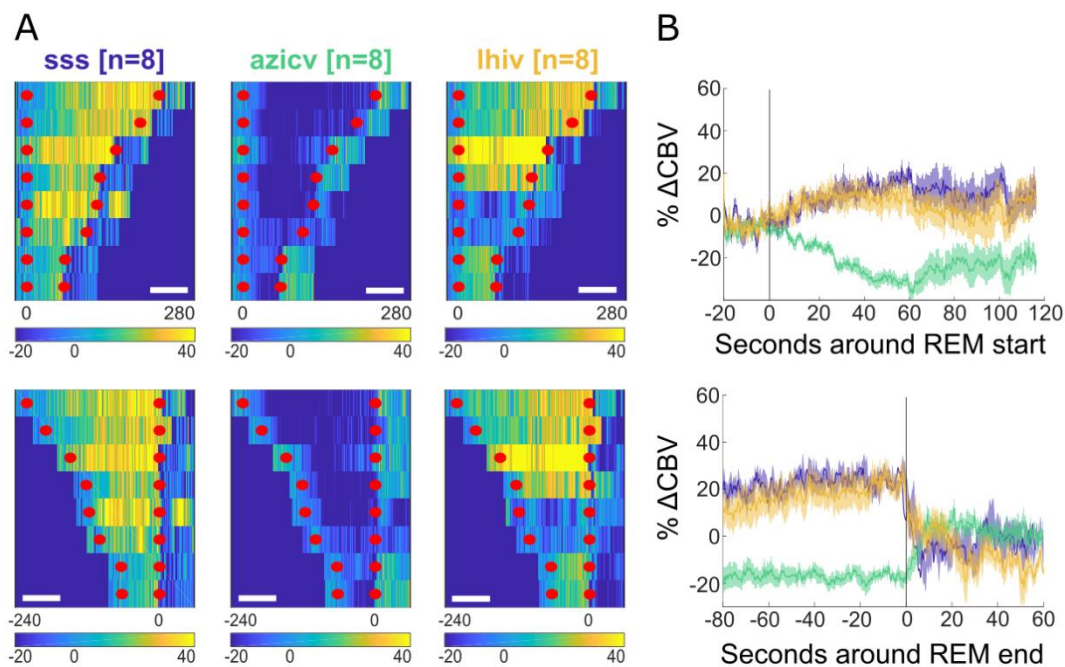 A
B
sss [n=8]
azicv [n=8]
lhiv [n=8]
0 280
0 280
0 280
-20 0 40
-20 0 40
-20 0 40
-240 0
-240 0
-240 0
-20 0 40
-20 0 40
-20 0 40
% ΔCBV
60
40
20
0
-20
-20 0 20 40 60 80 100 120
Seconds around REM start
% ΔCBV
60
40
20
0
-20
-80 -60 -40 -20 0 20 40 60
Seconds around REM end